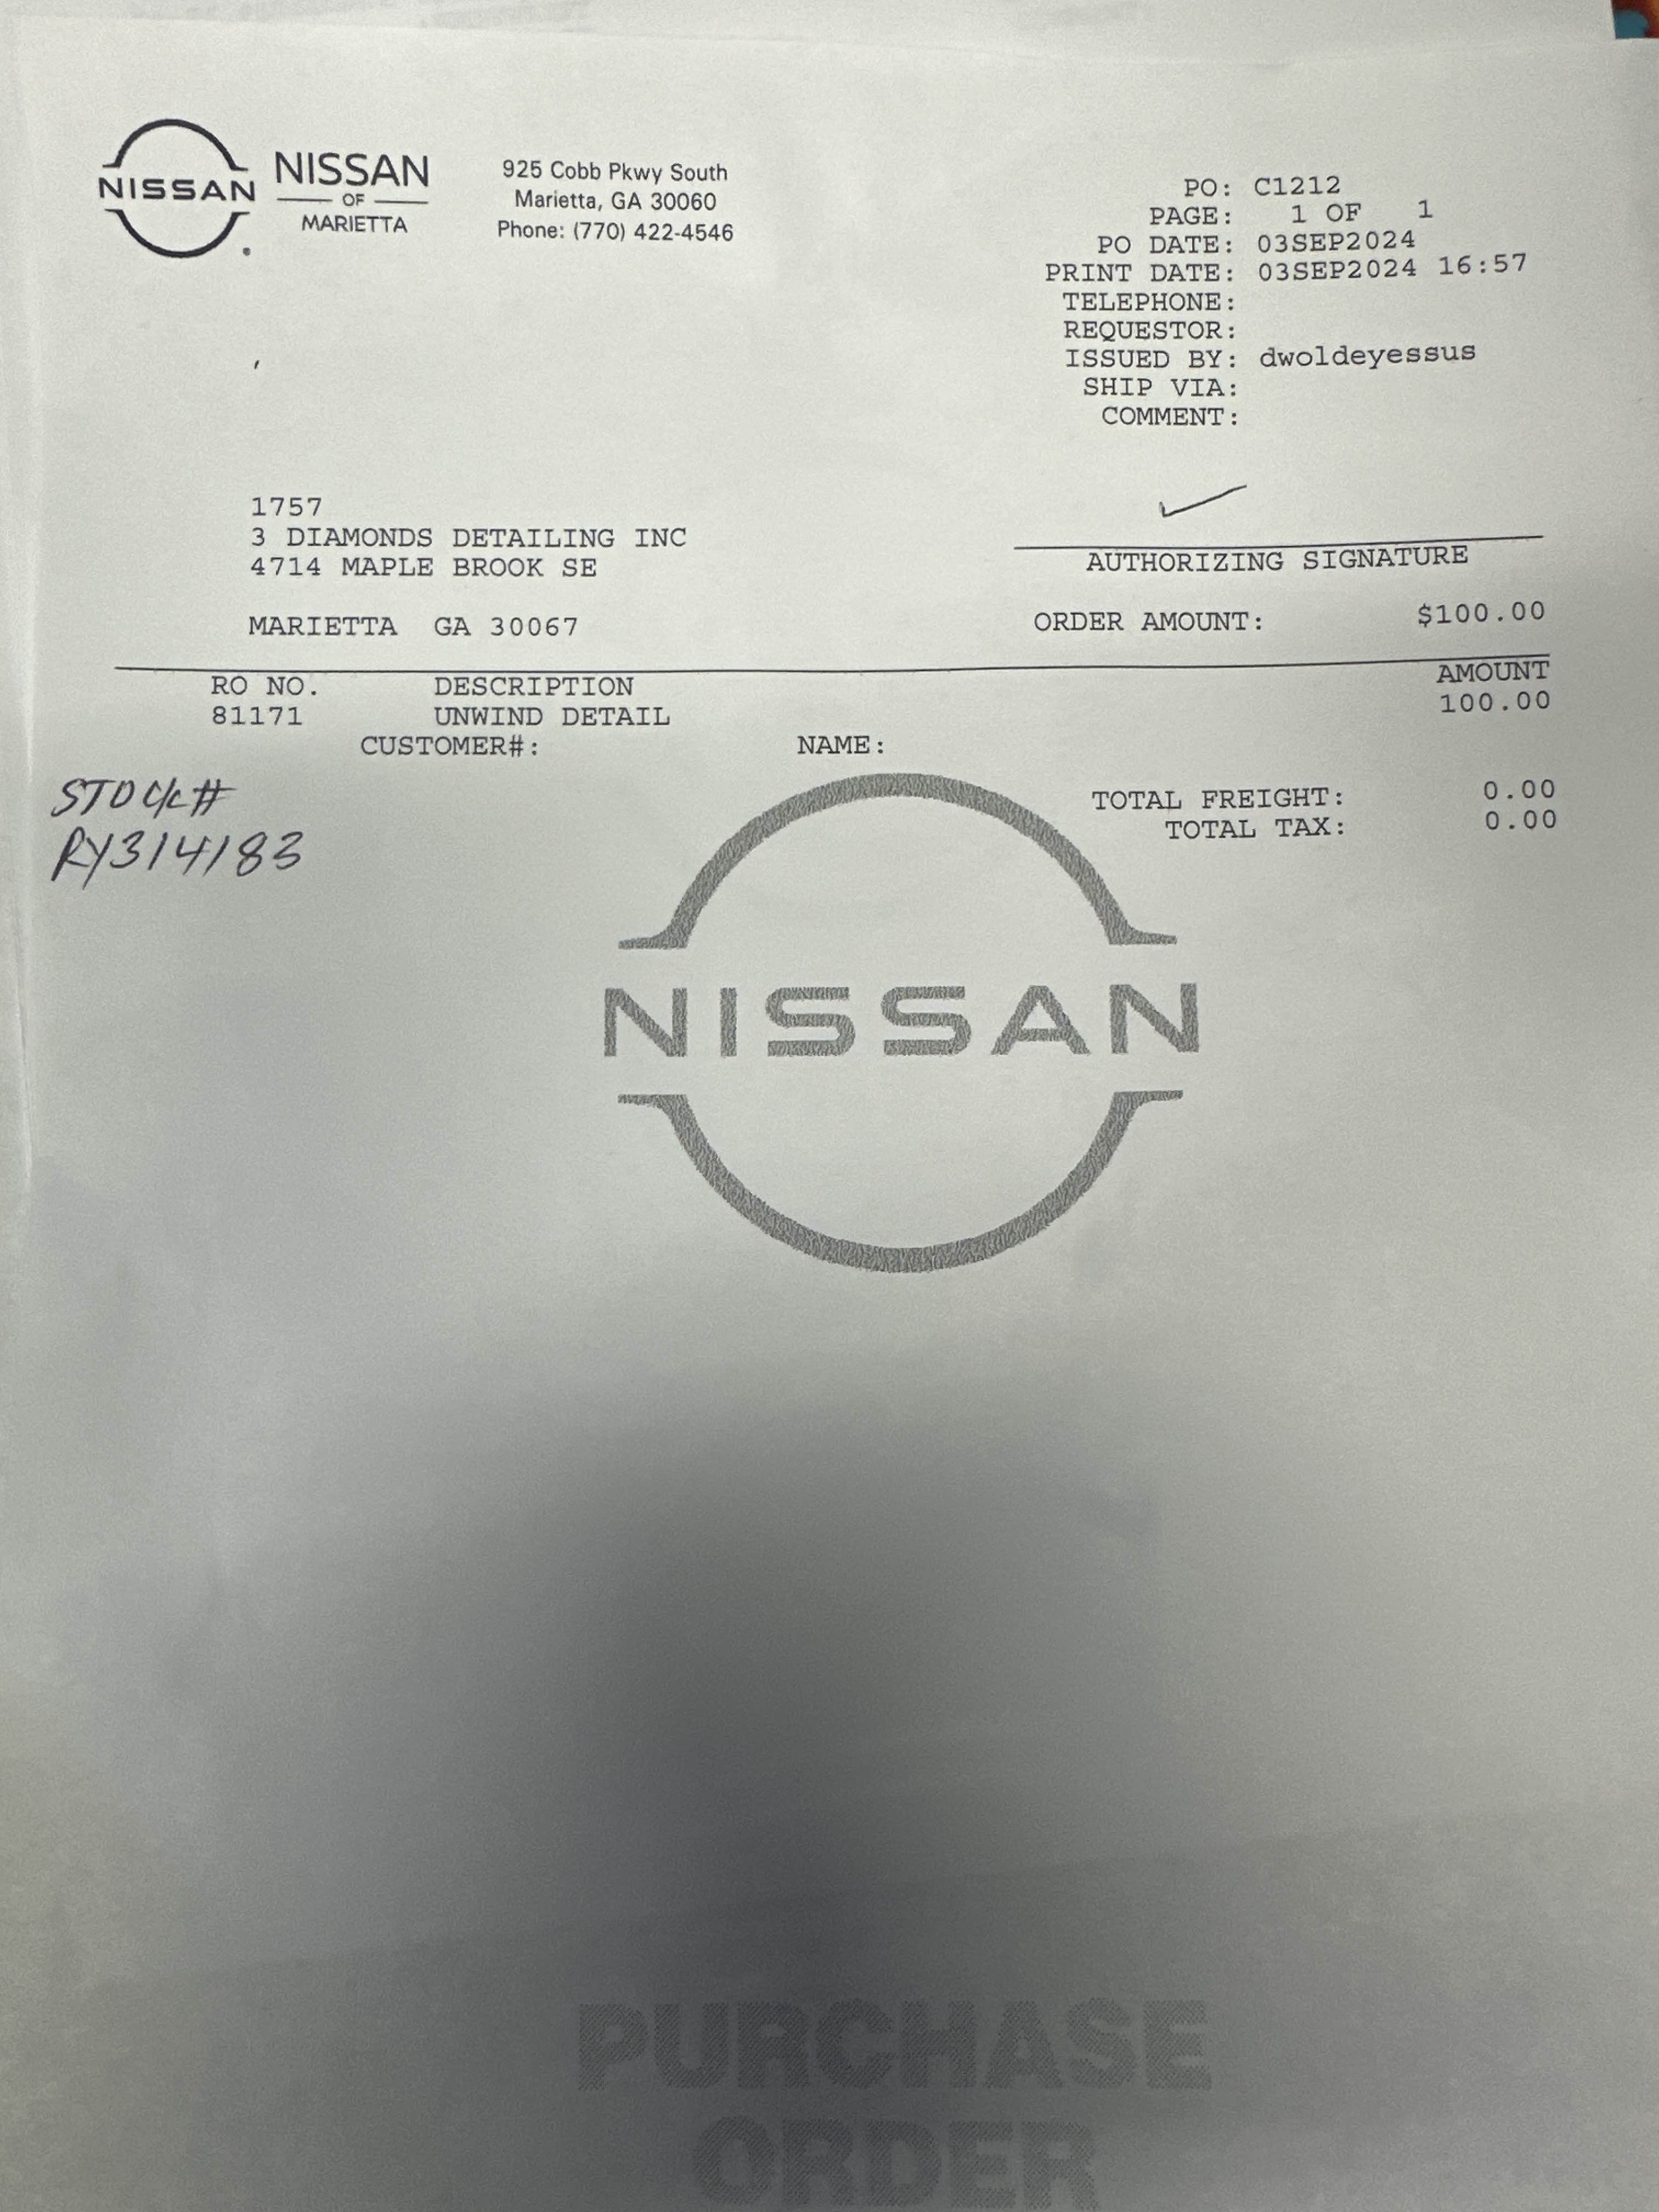 NISSAN
NISSAN
OF
MARIETTA
925 Cobb Pkwy South
Marietta, GA 30060
Phone: (770) 422-4546
PO: C1212
PAGE: 1 OF 1
PO DATE: 03SEP2024
PRINT DATE: 03SEP2024 16:57
TELEPHONE:
REQUESTOR:
ISSUED BY: dwoldeyessus
SHIP VIA:
COMMENT:
1757
3 DIAMONDS DETAILING INC
4714 MAPLE BROOK SE
MARIETTA GA 30067
AUTHORIZING SIGNATURE
ORDER AMOUNT: $100.00
RO NO. DESCRIPTION AMOUNT
81171 UNWIND DETAIL 100.00
CUSTOMER#: NAME:
STOCK#
RY314183
TOTAL FREIGHT: 0.00
TOTAL TAX: 0.00
NISSAN
PURCHASE
ORDER